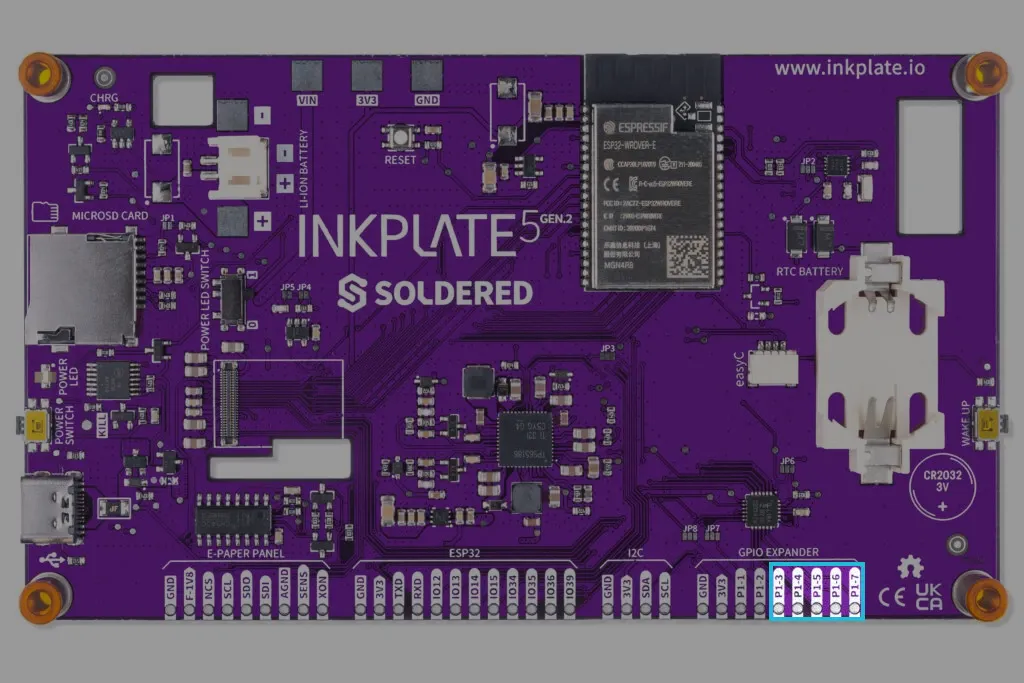 www.inkplate.io
CHRG
VIN
3V3
GND
RESET
LI-ION BATTERY
-
-
+
+
ESPRESSIF
ESP32-WROVER-E
JP2
MICROSD CARD
JP1
INKPLATE 5 GEN.2
SOLDERED
POWER LED SWITCH
JP5 JP4
RTC BATTERY
JP3
easyC
POWER LED
POWER SWITCH
KILL
WAKE UP
JP6
CR2032
3V
+
JP8 JP7
E-PAPER PANEL
ESP32
I2C
GPIO EXPANDER
GND F-1V8 NCS SCL SDO SDI AGND SENS XON
GND 3V3 TXD RXD IO12 IO13 IO14 IO15 IO34 IO35 IO36 IO39
GND 3V3 SDA SCL
GND 3V3 P1-1 P1-2 P1-3 P1-4 P1-5 P1-6 P1-7
CE
UK
CA